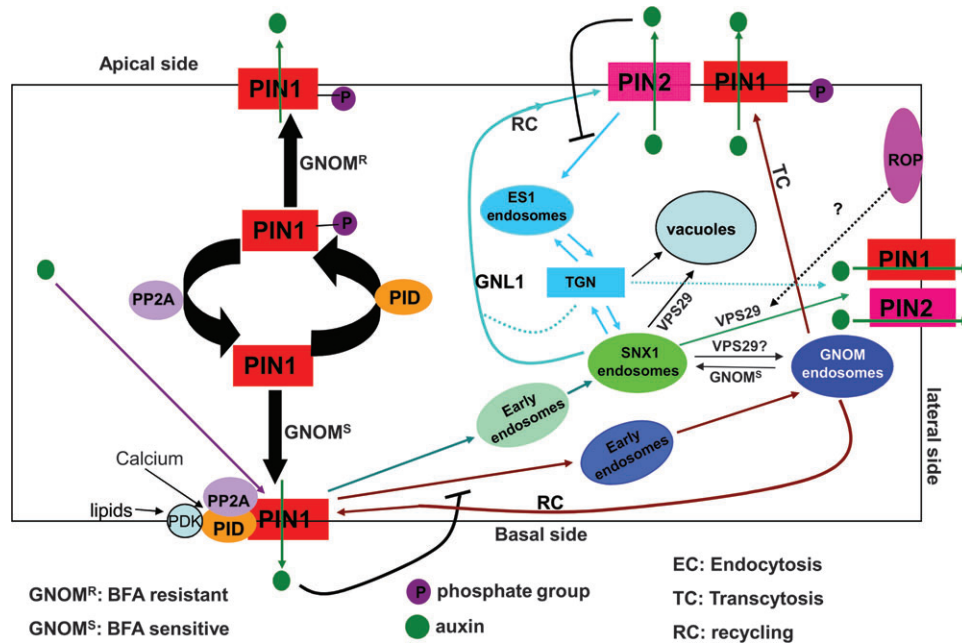 Apical side
PIN1
P
GNOMᴿ
PIN1
P
PP2A
PID
PIN1
GNOMˢ
Calcium
lipids
PDK
PP2A
PID
PIN1
PIN2
PIN1
P
RC
ES1
endosomes
TGN
GNL1
vacuoles
VPS29
SNX1
endosomes
VPS29
VPS29?
GNOMˢ
GNOM
endosomes
TC
ROP
?
PIN1
PIN2
lateral side
Early
endosomes
Early
endosomes
RC
Basal side
GNOMᴿ: BFA resistant
GNOMˢ: BFA sensitive
P phosphate group
auxin
EC: Endocytosis
TC: Transcytosis
RC: recycling